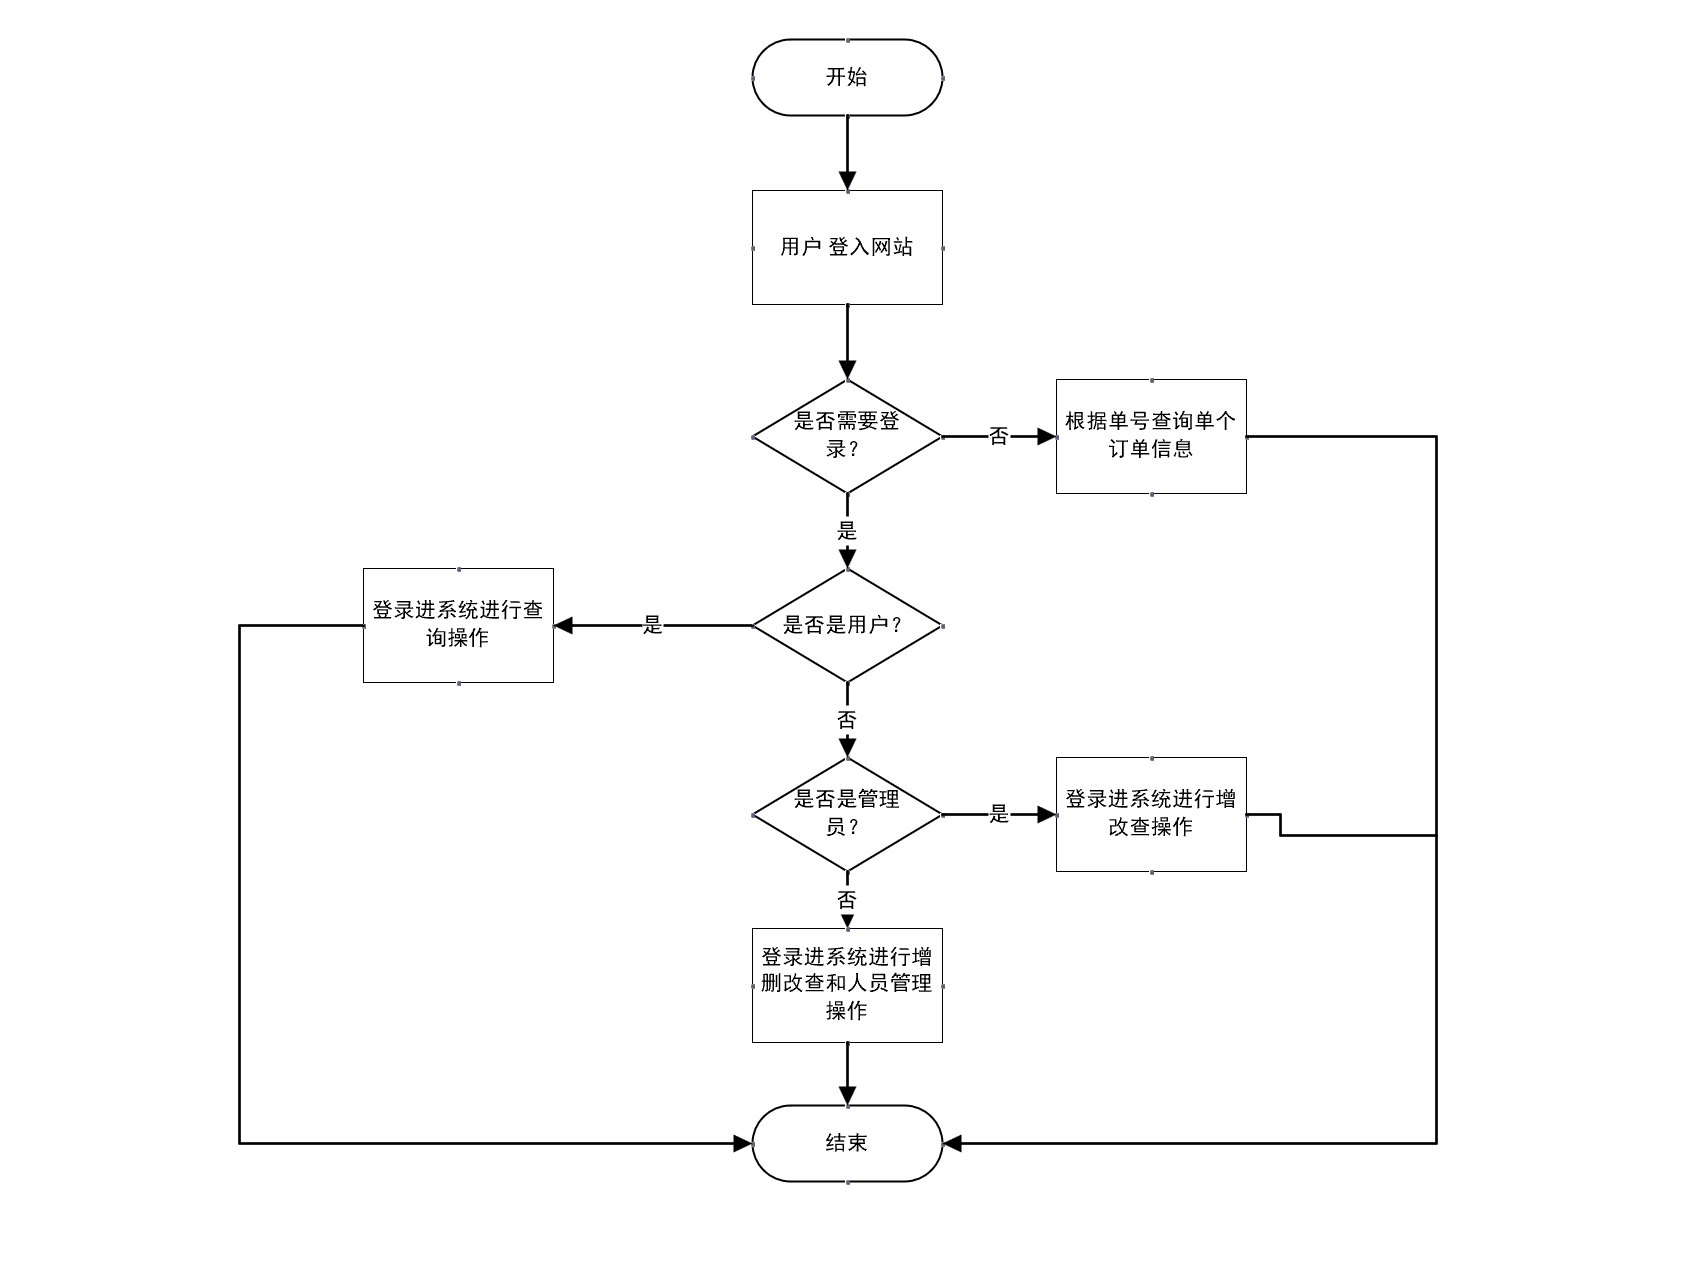 开始
用户 登入网站
是否需要登
录？
否
根据单号查询单个
订单信息
是
登录进系统进行查
询操作
是
是否是用户？
否
是否是管理
员？
是
登录进系统进行增
改查操作
否
登录进系统进行增
删改查和人员管理
操作
结束